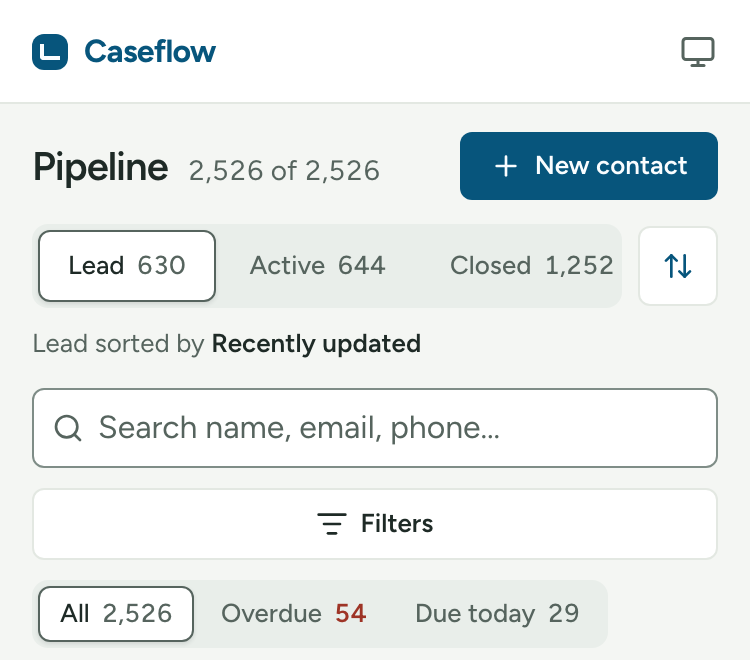 Caseflow
Pipeline 2,526 of 2,526
New contact
Lead 630 Active 644 Closed 1,252
Lead sorted by Recently updated
Search name, email, phone...
Filters
All 2,526 Overdue 54 Due today 29